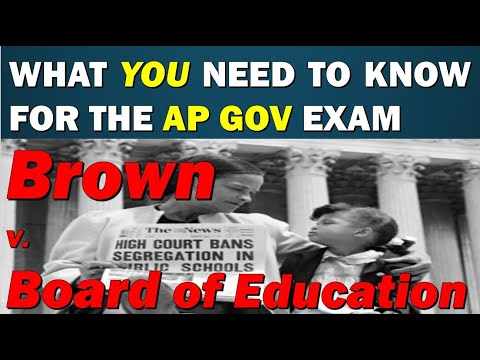 WHAT YOU NEED TO KNOW
FOR THE AP GOV EXAM
Brown
v.
The News
HIGH COURT BANS
SEGREGATION IN
PUBLIC SCHOOLS
Board of Education